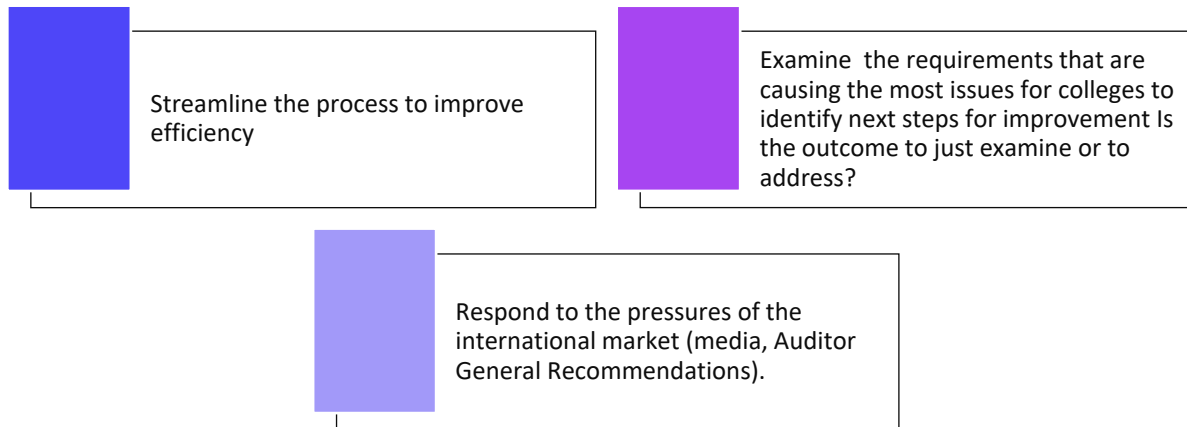 Streamline the process to improve
efficiency
Examine  the requirements that are
causing the most issues for colleges to
identify next steps for improvement Is
the outcome to just examine or to
address?
Respond to the pressures of the
international market (media, Auditor
General Recommendations).